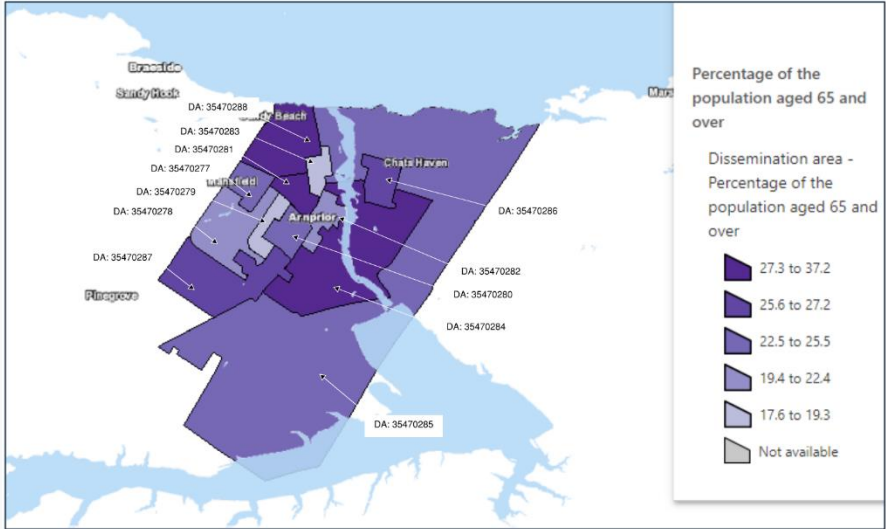 Braeside
Sandy Hook
DA: 35470288
DA: 35470283
DA: 35470281
DA: 35470277
DA: 35470279
DA: 35470278
DA: 35470287
Pinegrove
Beach
Chats Haven
Arnprior
DA: 35470286
DA: 35470282
DA: 35470280
DA: 35470284
DA: 35470285
Percentage of the
population aged 65 and
over
Dissemination area -
Percentage of the
population aged 65 and
over
27.3 to 37.2
25.6 to 27.2
22.5 to 25.5
19.4 to 22.4
17.6 to 19.3
Not available